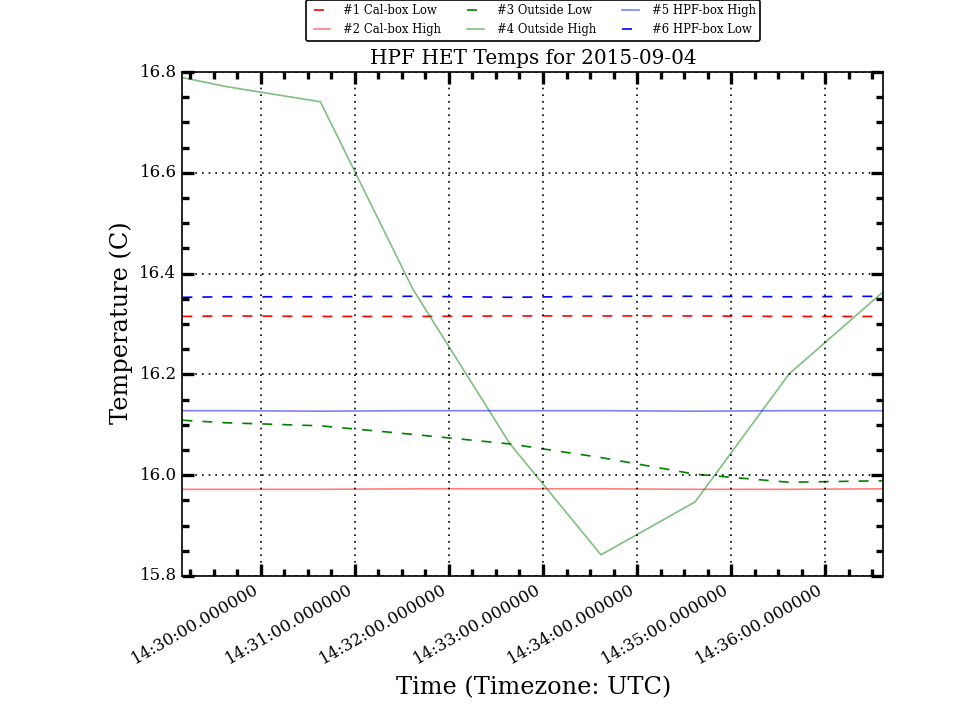 #1 Cal-box Low #3 Outside Low #5 HPF-box High
#2 Cal-box High #4 Outside High #6 HPF-box Low
HPF HET Temps for 2015-09-04
16.8
16.6
16.4
16.2
16.0
15.8
Temperature (C)
14:30:00.000000 14:31:00.000000 14:32:00.000000 14:33:00.000000 14:34:00.000000 14:35:00.000000 14:36:00.000000
Time (Timezone: UTC)